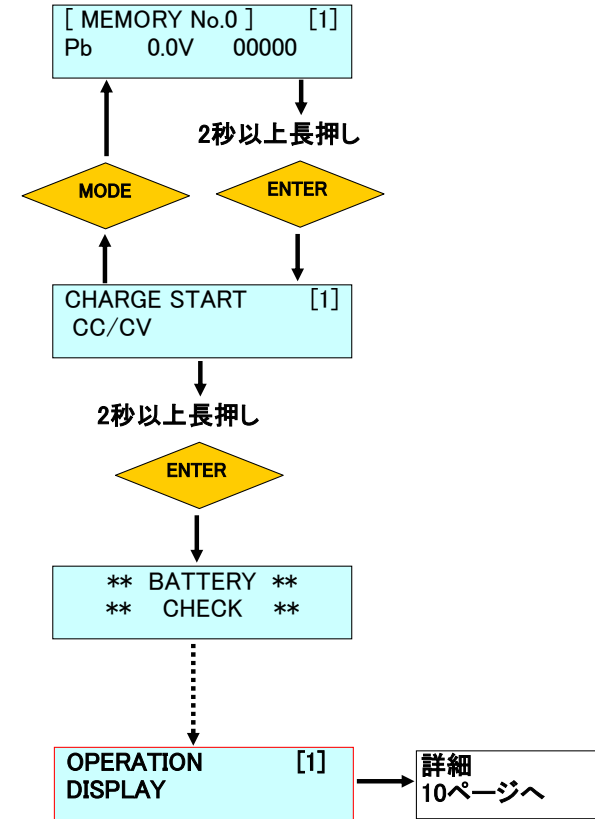 [ MEMORY No.0 ] [1]
Pb 0.0V 00000
2秒以上長押し
MODE
ENTER
CHARGE START [1]
CC/CV
2秒以上長押し
ENTER
** BATTERY **
** CHECK **
OPERATION [1]
DISPLAY
詳細
10ページへ